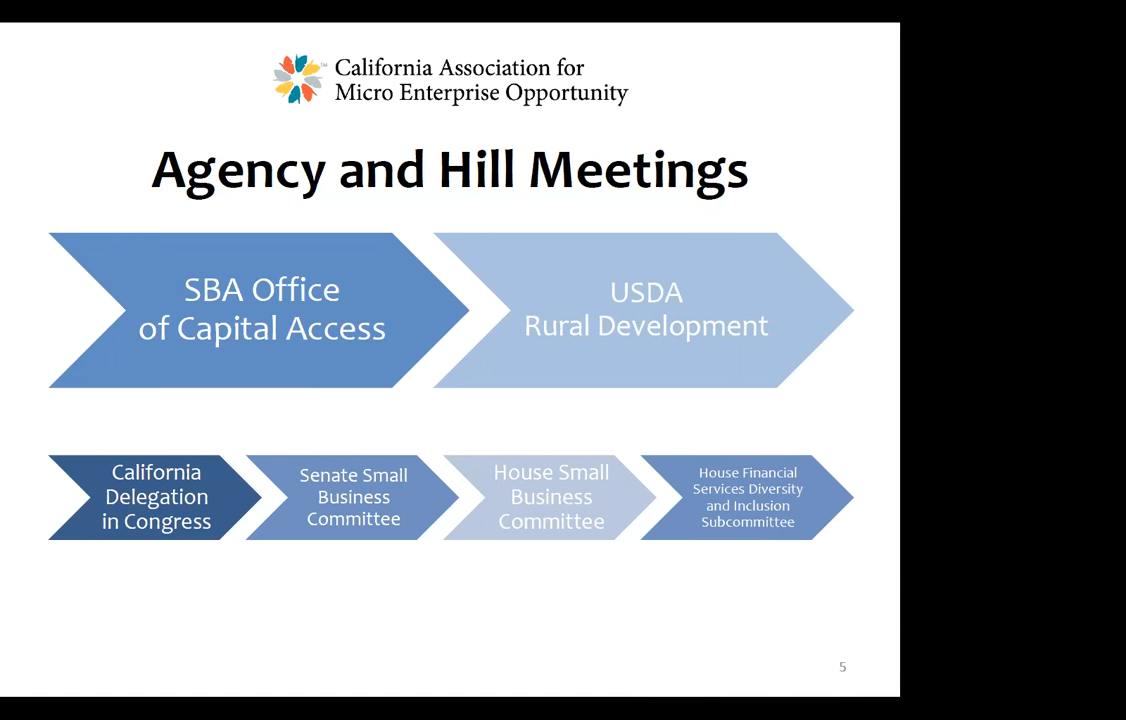 California Association for
Micro Enterprise Opportunity
Agency and Hill Meetings
SBA Office
of Capital Access
USDA
Rural Development
California
Delegation
in Congress
Senate Small
Business
Committee
House Small
Business
Committee
House Financial
Services Diversity
and Inclusion
Subcommittee
5